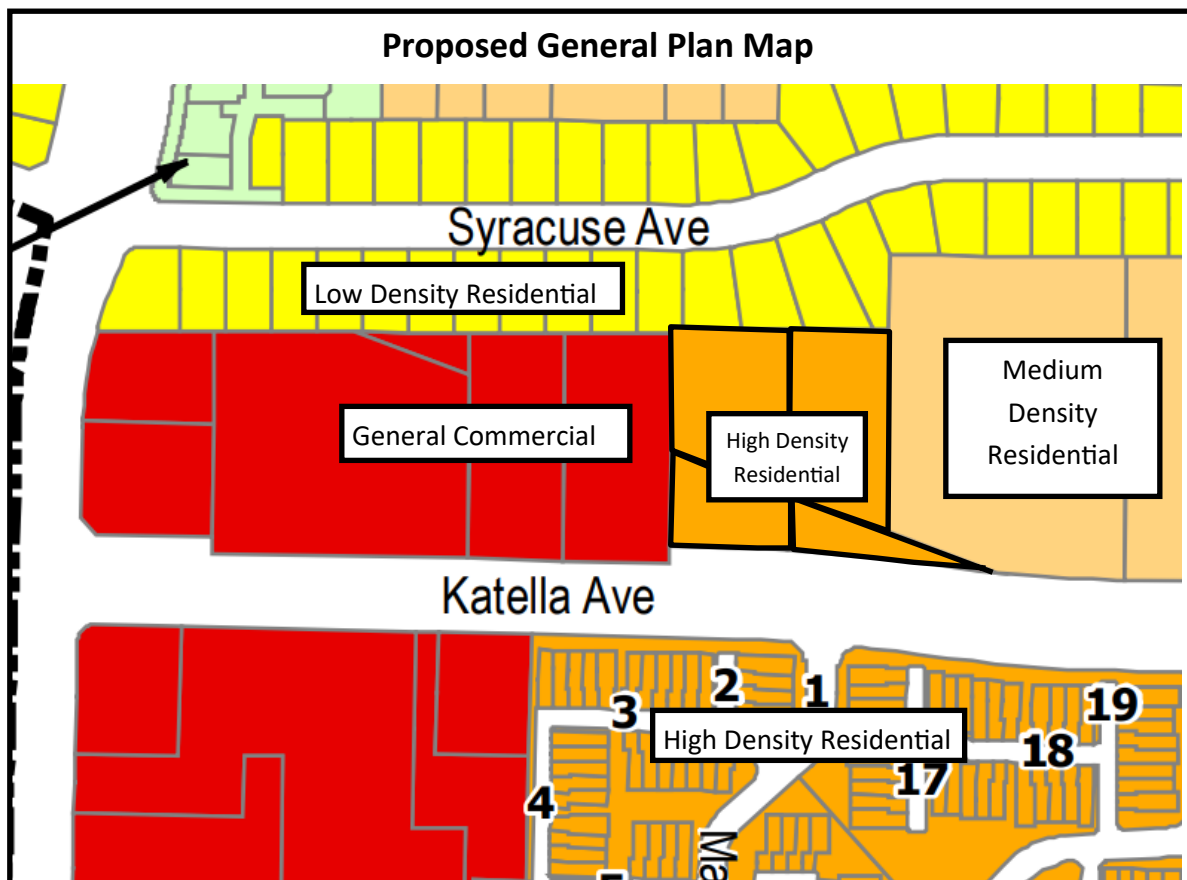 Proposed General Plan Map
Syracuse Ave
Low Density Residential
General Commercial
High Density
Residential
Medium
Density
Residential
Katella Ave
1
2
3
19
High Density Residential
18
17
4
Ma